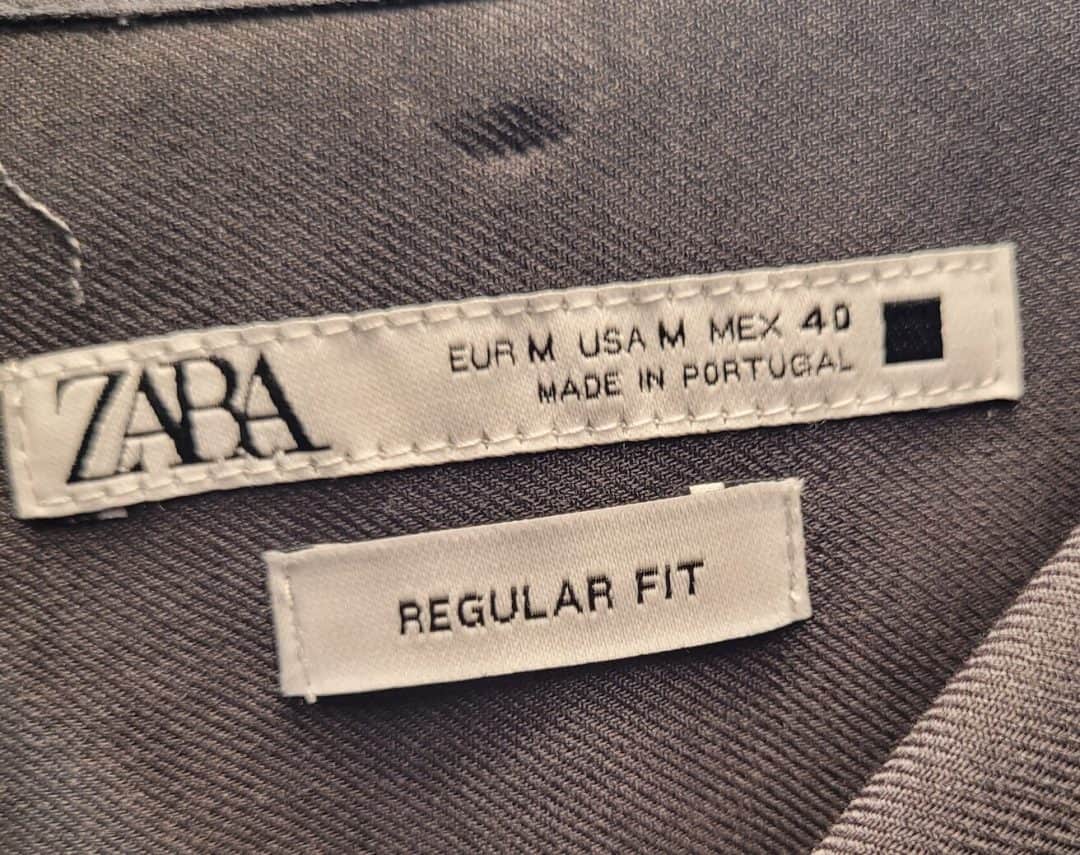 ZARA
EUR M USA M MEX 40
MADE IN PORTUGAL
REGULAR FIT